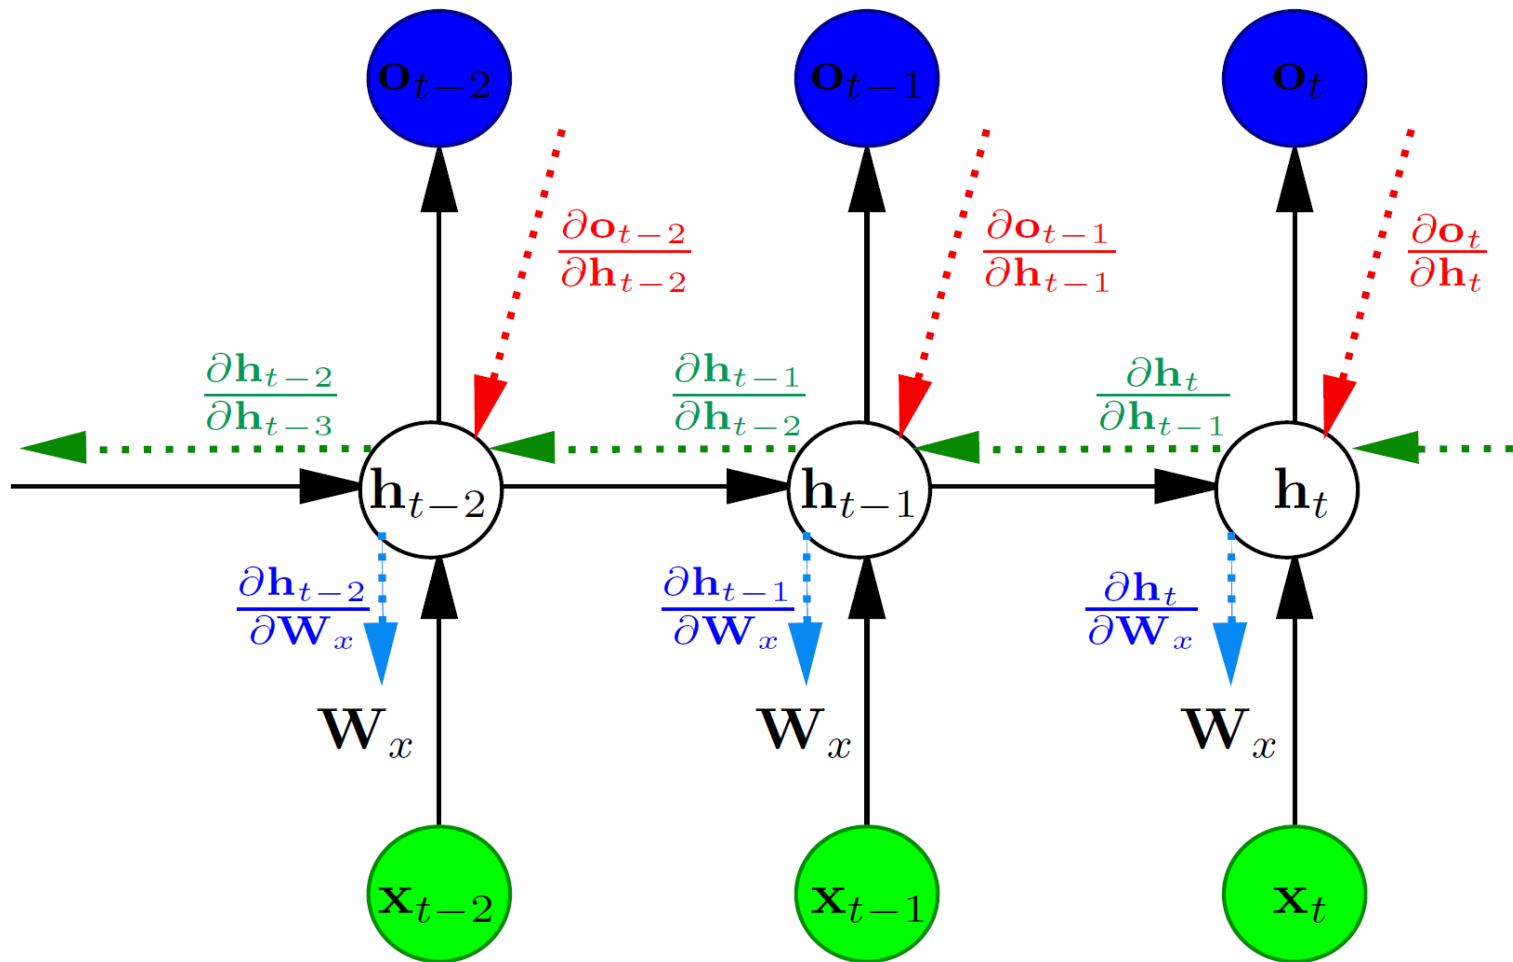 o_{t-2} o_{t-1} o_t
∂o_{t-2}/∂h_{t-2} ∂o_{t-1}/∂h_{t-1} ∂o_t/∂h_t
∂h_{t-2}/∂h_{t-3} ∂h_{t-1}/∂h_{t-2} ∂h_t/∂h_{t-1}
h_{t-2} h_{t-1} h_t
∂h_{t-2}/∂W_x ∂h_{t-1}/∂W_x ∂h_t/∂W_x
W_x W_x W_x
x_{t-2} x_{t-1} x_t